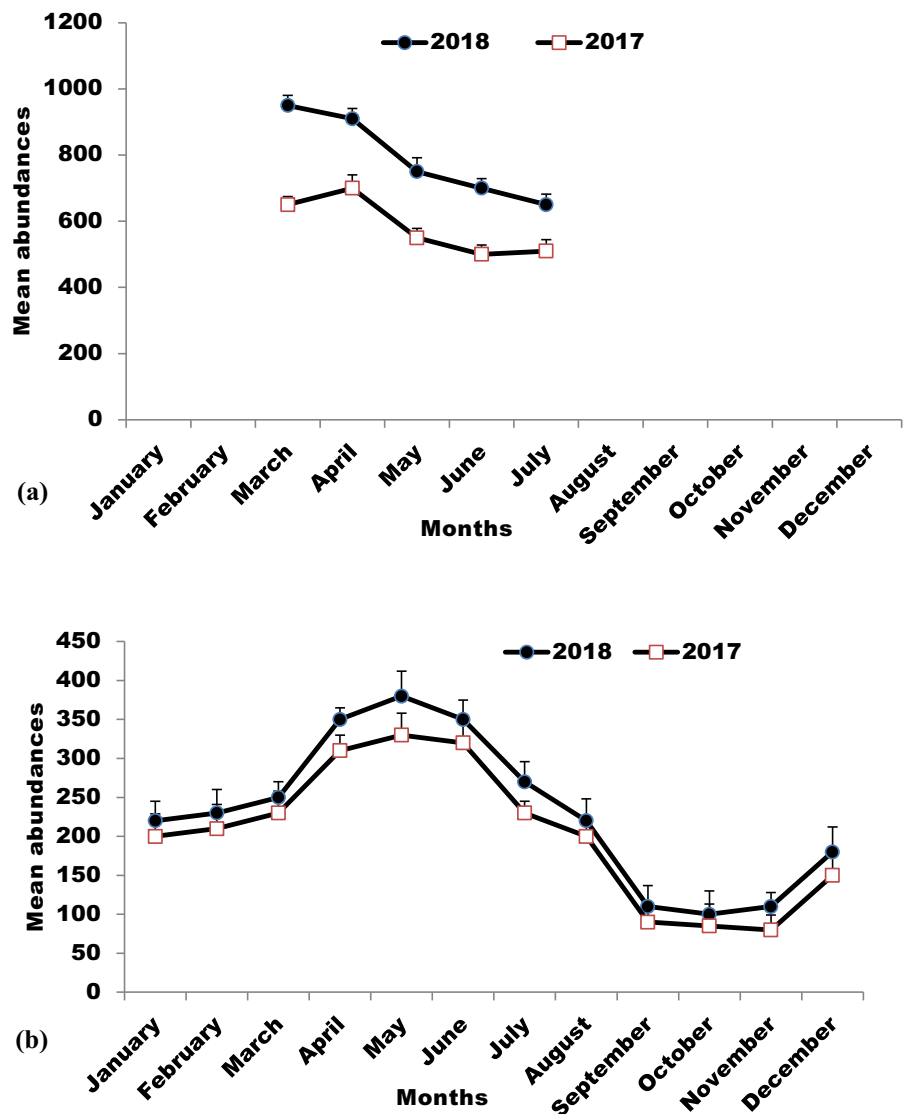 1200
1000
800
600
400
200
0
Mean abundances
2018
2017
January
February
March
April
May
June
July
August
September
October
November
December
Months
(a)
450
400
350
300
250
200
150
100
50
0
Mean abundances
2018
2017
January
February
March
April
May
June
July
August
September
October
November
December
Months
(b)